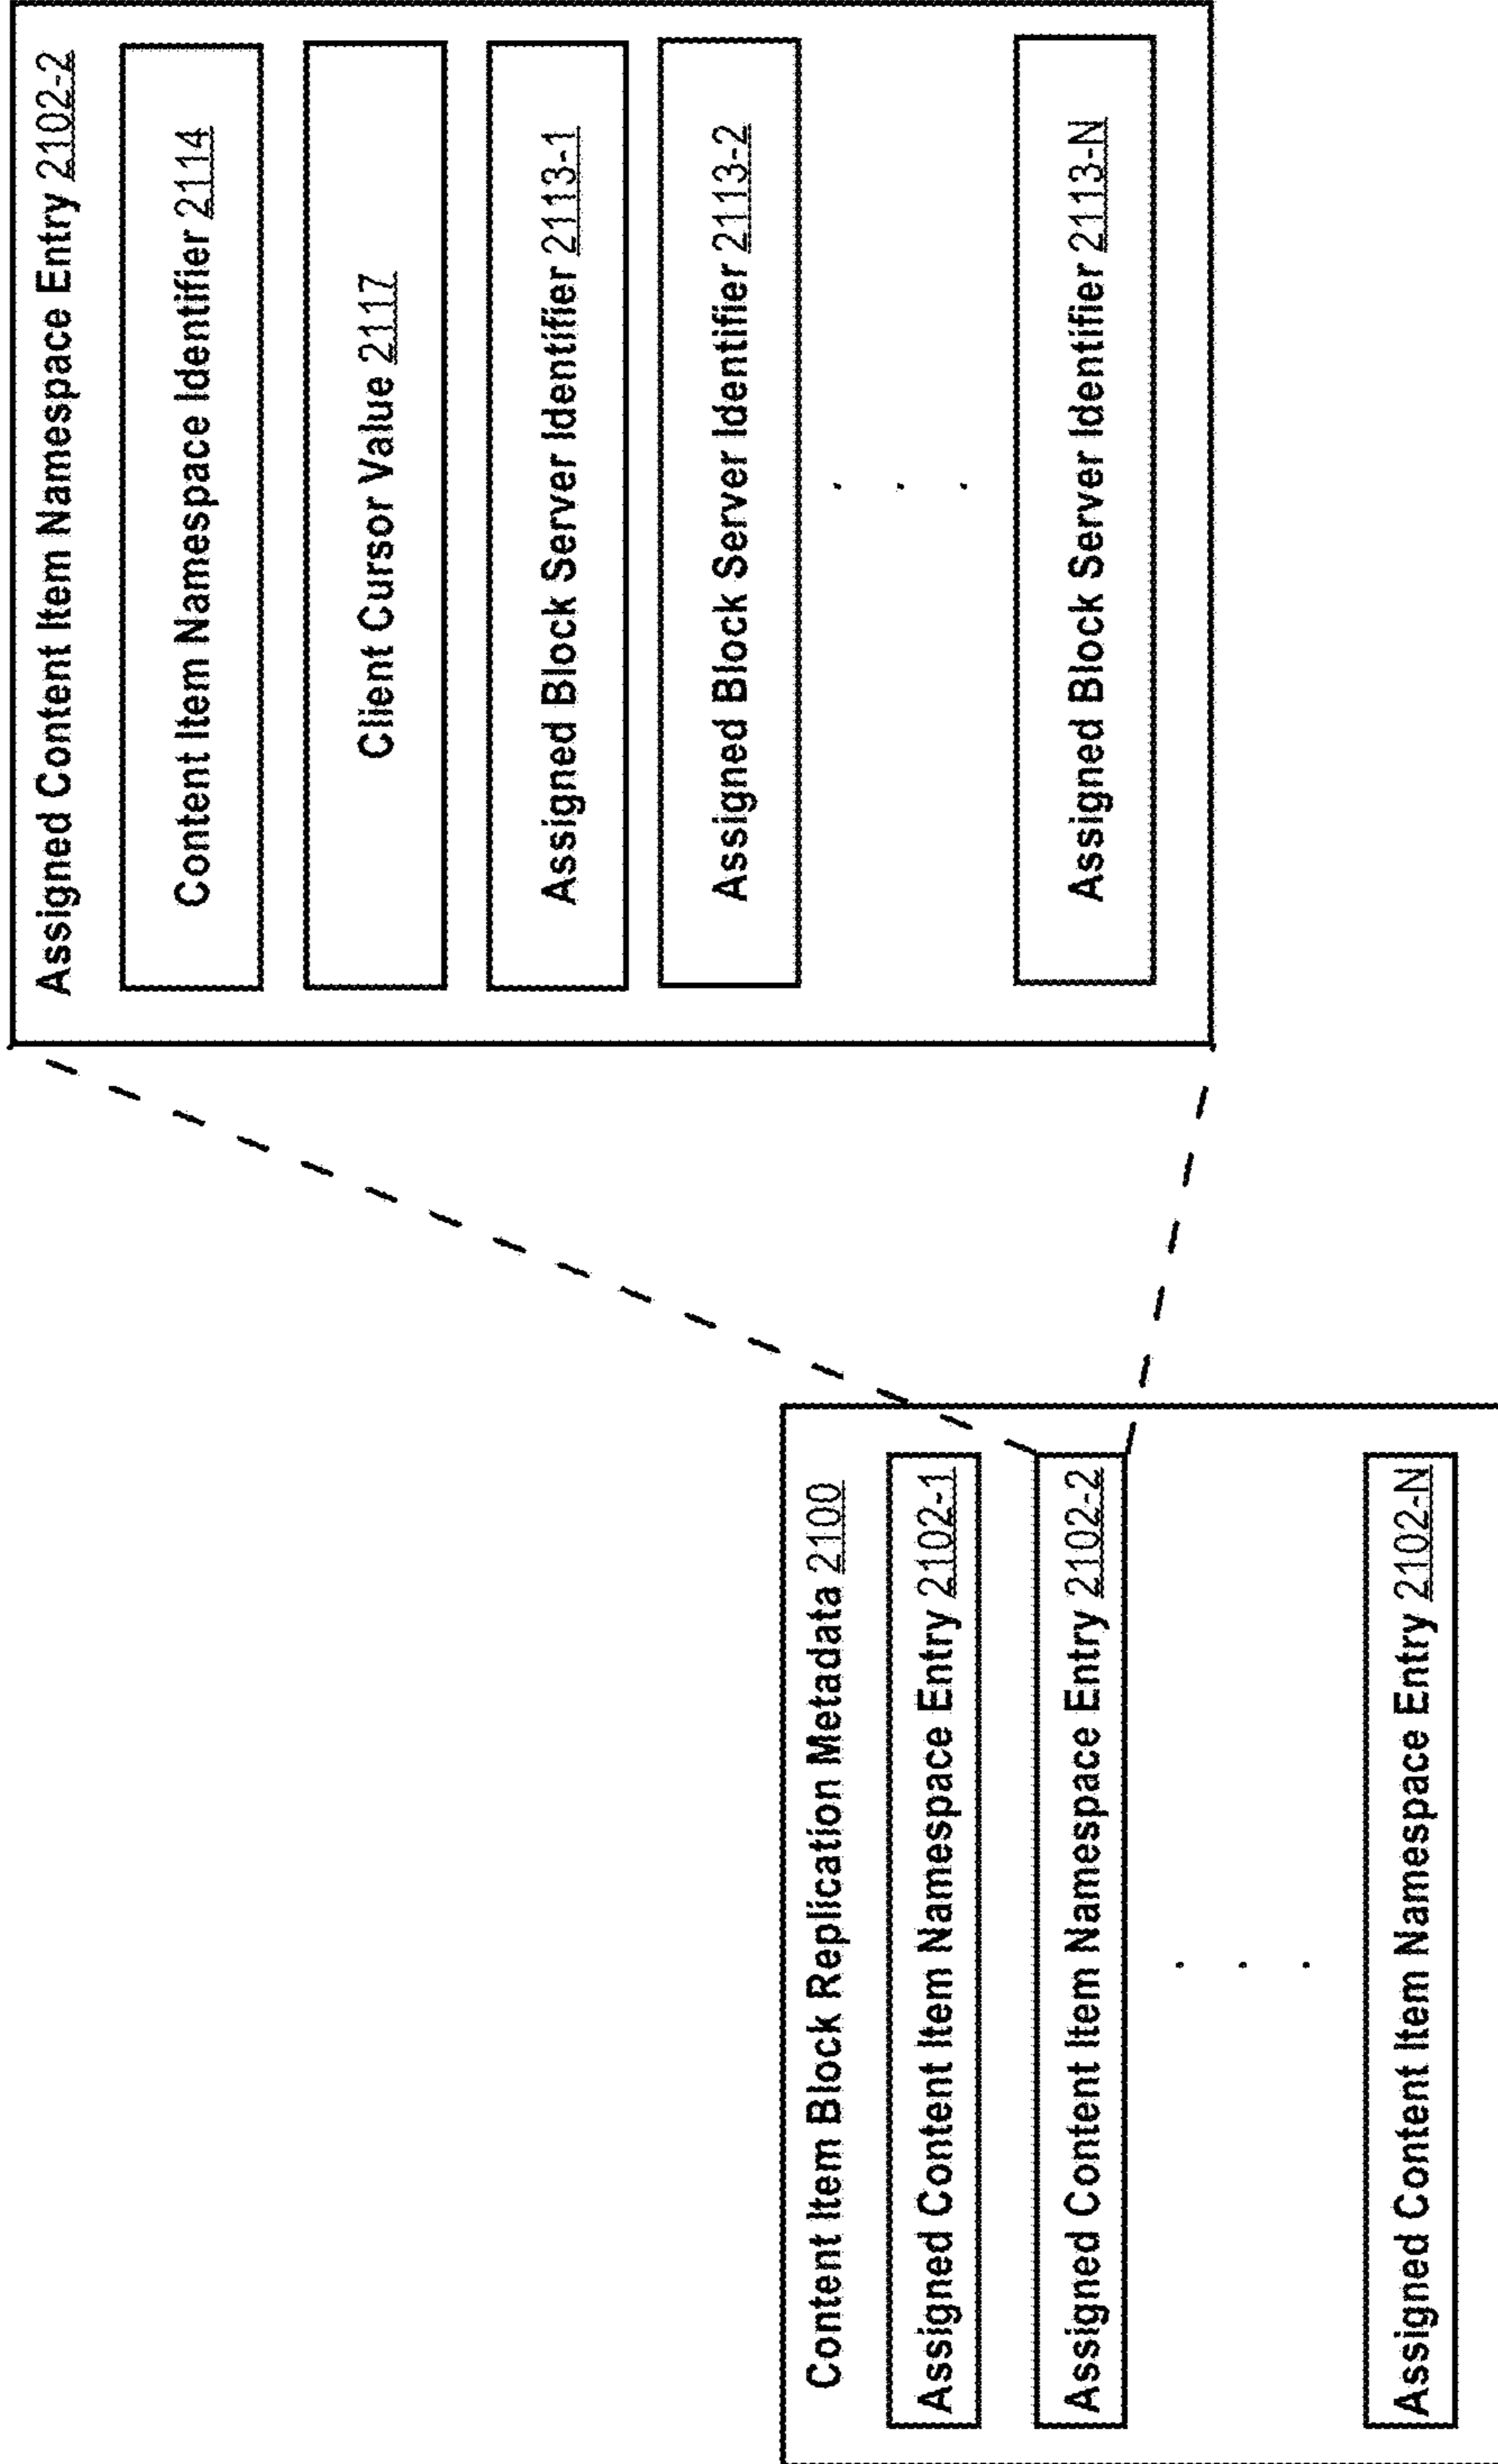 Content Item Block Replication Metadata 2100
Assigned Content Item Namespace Entry 2102-1
Assigned Content Item Namespace Entry 2102-2
. . .
Assigned Content Item Namespace Entry 2102-N
Assigned Content Item Namespace Entry 2102-2
Content Item Namespace Identifier 2114
Client Cursor Value 2117
Assigned Block Server Identifier 2113-1
Assigned Block Server Identifier 2113-2
. . .
Assigned Block Server Identifier 2113-N